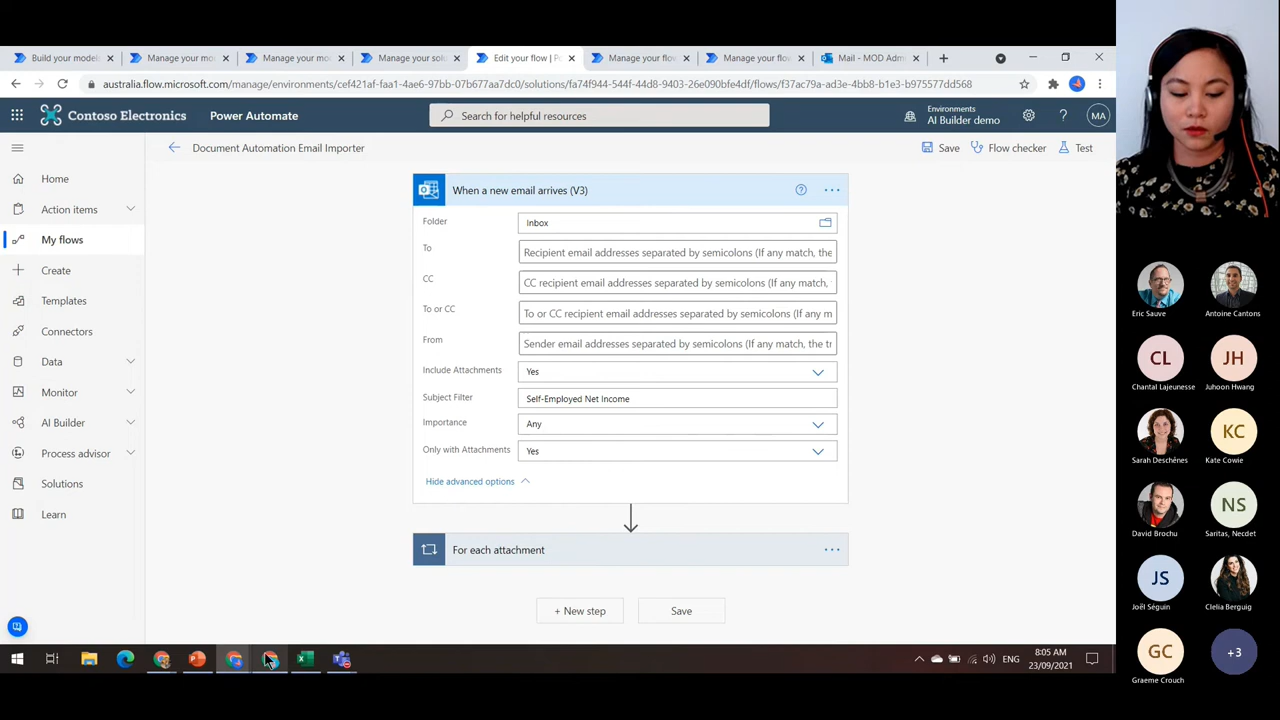 Build your model
Manage your mo
Manage your mod
Manage your solu
Edit your flow | P
Manage your flow
Manage your flow
Mail - MOD Admi
australia.flow.microsoft.com/manage/environments/cef421af-faa1-4ae6-97bb-07b677aa7dc0/solutions/fa74f944-544f-44d8-9403-26e090bfe4df/flows/f37ac79a-ad3e-4bb8-b1e3-b975577dd568
Contoso Electronics
Power Automate
Search for helpful resources
Environments
AI Builder demo
?
MA
Document Automation Email Importer
Save
Flow checker
Test
Home
Action items
My flows
Create
Templates
Connectors
Data
Monitor
AI Builder
Process advisor
Solutions
Learn
When a new email arrives (V3)
?
...
Folder
Inbox
To
Recipient email addresses separated by semicolons (If any match, the
CC
CC recipient email addresses separated by semicolons (If any match,
To or CC
To or CC recipient email addresses separated by semicolons (If any m
From
Sender email addresses separated by semicolons (If any match, the tr
Include Attachments
Yes
Subject Filter
Self-Employed Net Income
Importance
Any
Only with Attachments
Yes
Hide advanced options
For each attachment
...
+ New step
Save
ENG
8:05 AM
23/09/2021
Eric Sauve
Antoine Cantons
CL
Chantal Lajeunesse
JH
Juhoon Hwang
Sarah Deschênes
KC
Kate Cowie
David Brochu
NS
Saritas, Necdet
JS
Joël Séguin
Clelia Berguig
GC
Graeme Crouch
+3